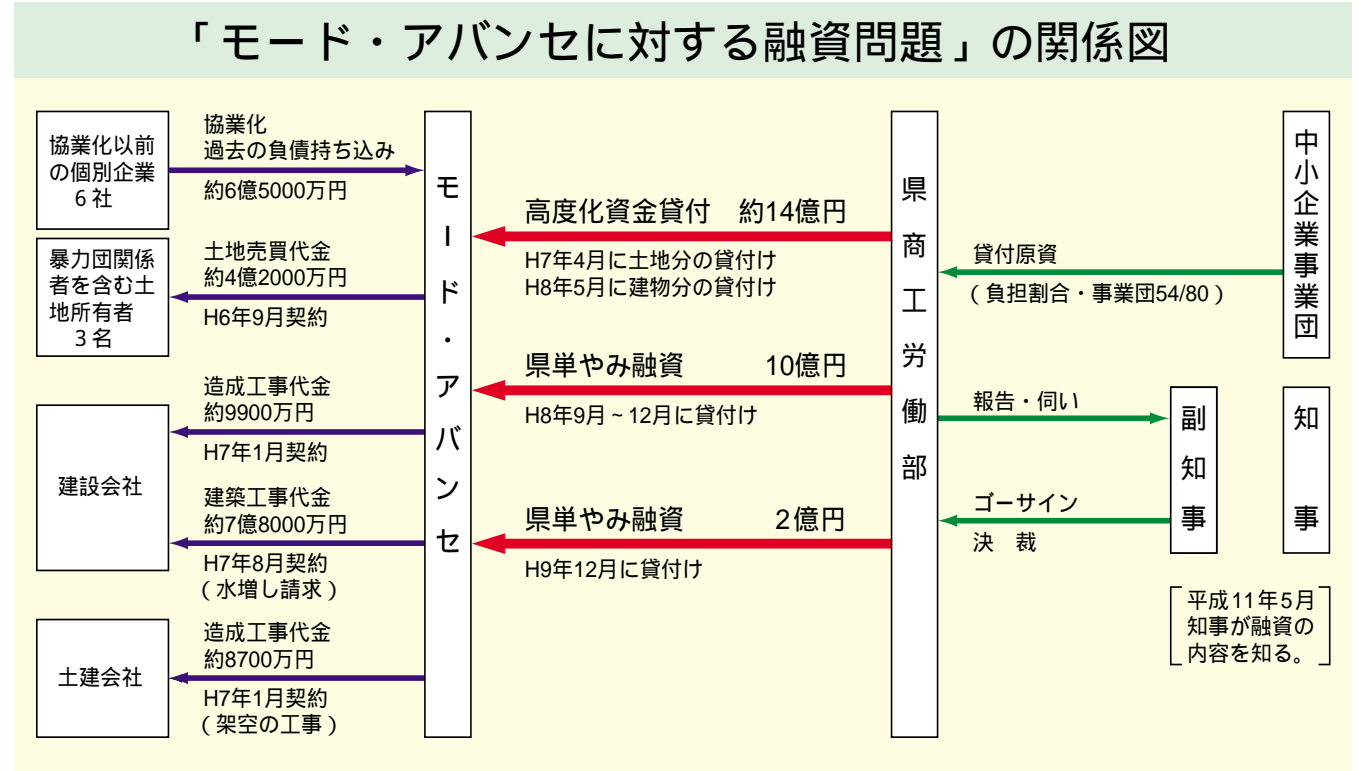 「モード・アバンセに対する融資問題」の関係図
協業化以前
の個別企業
6社
協業化
過去の負債持ち込み
約6億5000万円
暴力団関係
者を含む土
地所有者
3名
土地売買代金
約4億2000万円
H6年9月契約
建設会社
造成工事代金
約9900万円
H7年1月契約
建築工事代金
約7億8000万円
H7年8月契約
(水増し請求)
土建会社
造成工事代金
約8700万円
H7年1月契約
(架空の工事)
モード・アバンセ
高度化資金貸付 約14億円
H7年4月に土地分の貸付け
H8年5月に建物分の貸付け
県単やみ融資 10億円
H8年9月~12月に貸付け
県単やみ融資 2億円
H9年12月に貸付け
県商工労働部
貸付原資
(負担割合・事業団54/80)
報告・伺い
ゴーサイン
決 裁
中小企業事業団
副知事
知事
平成11年5月
知事が融資の
内容を知る。